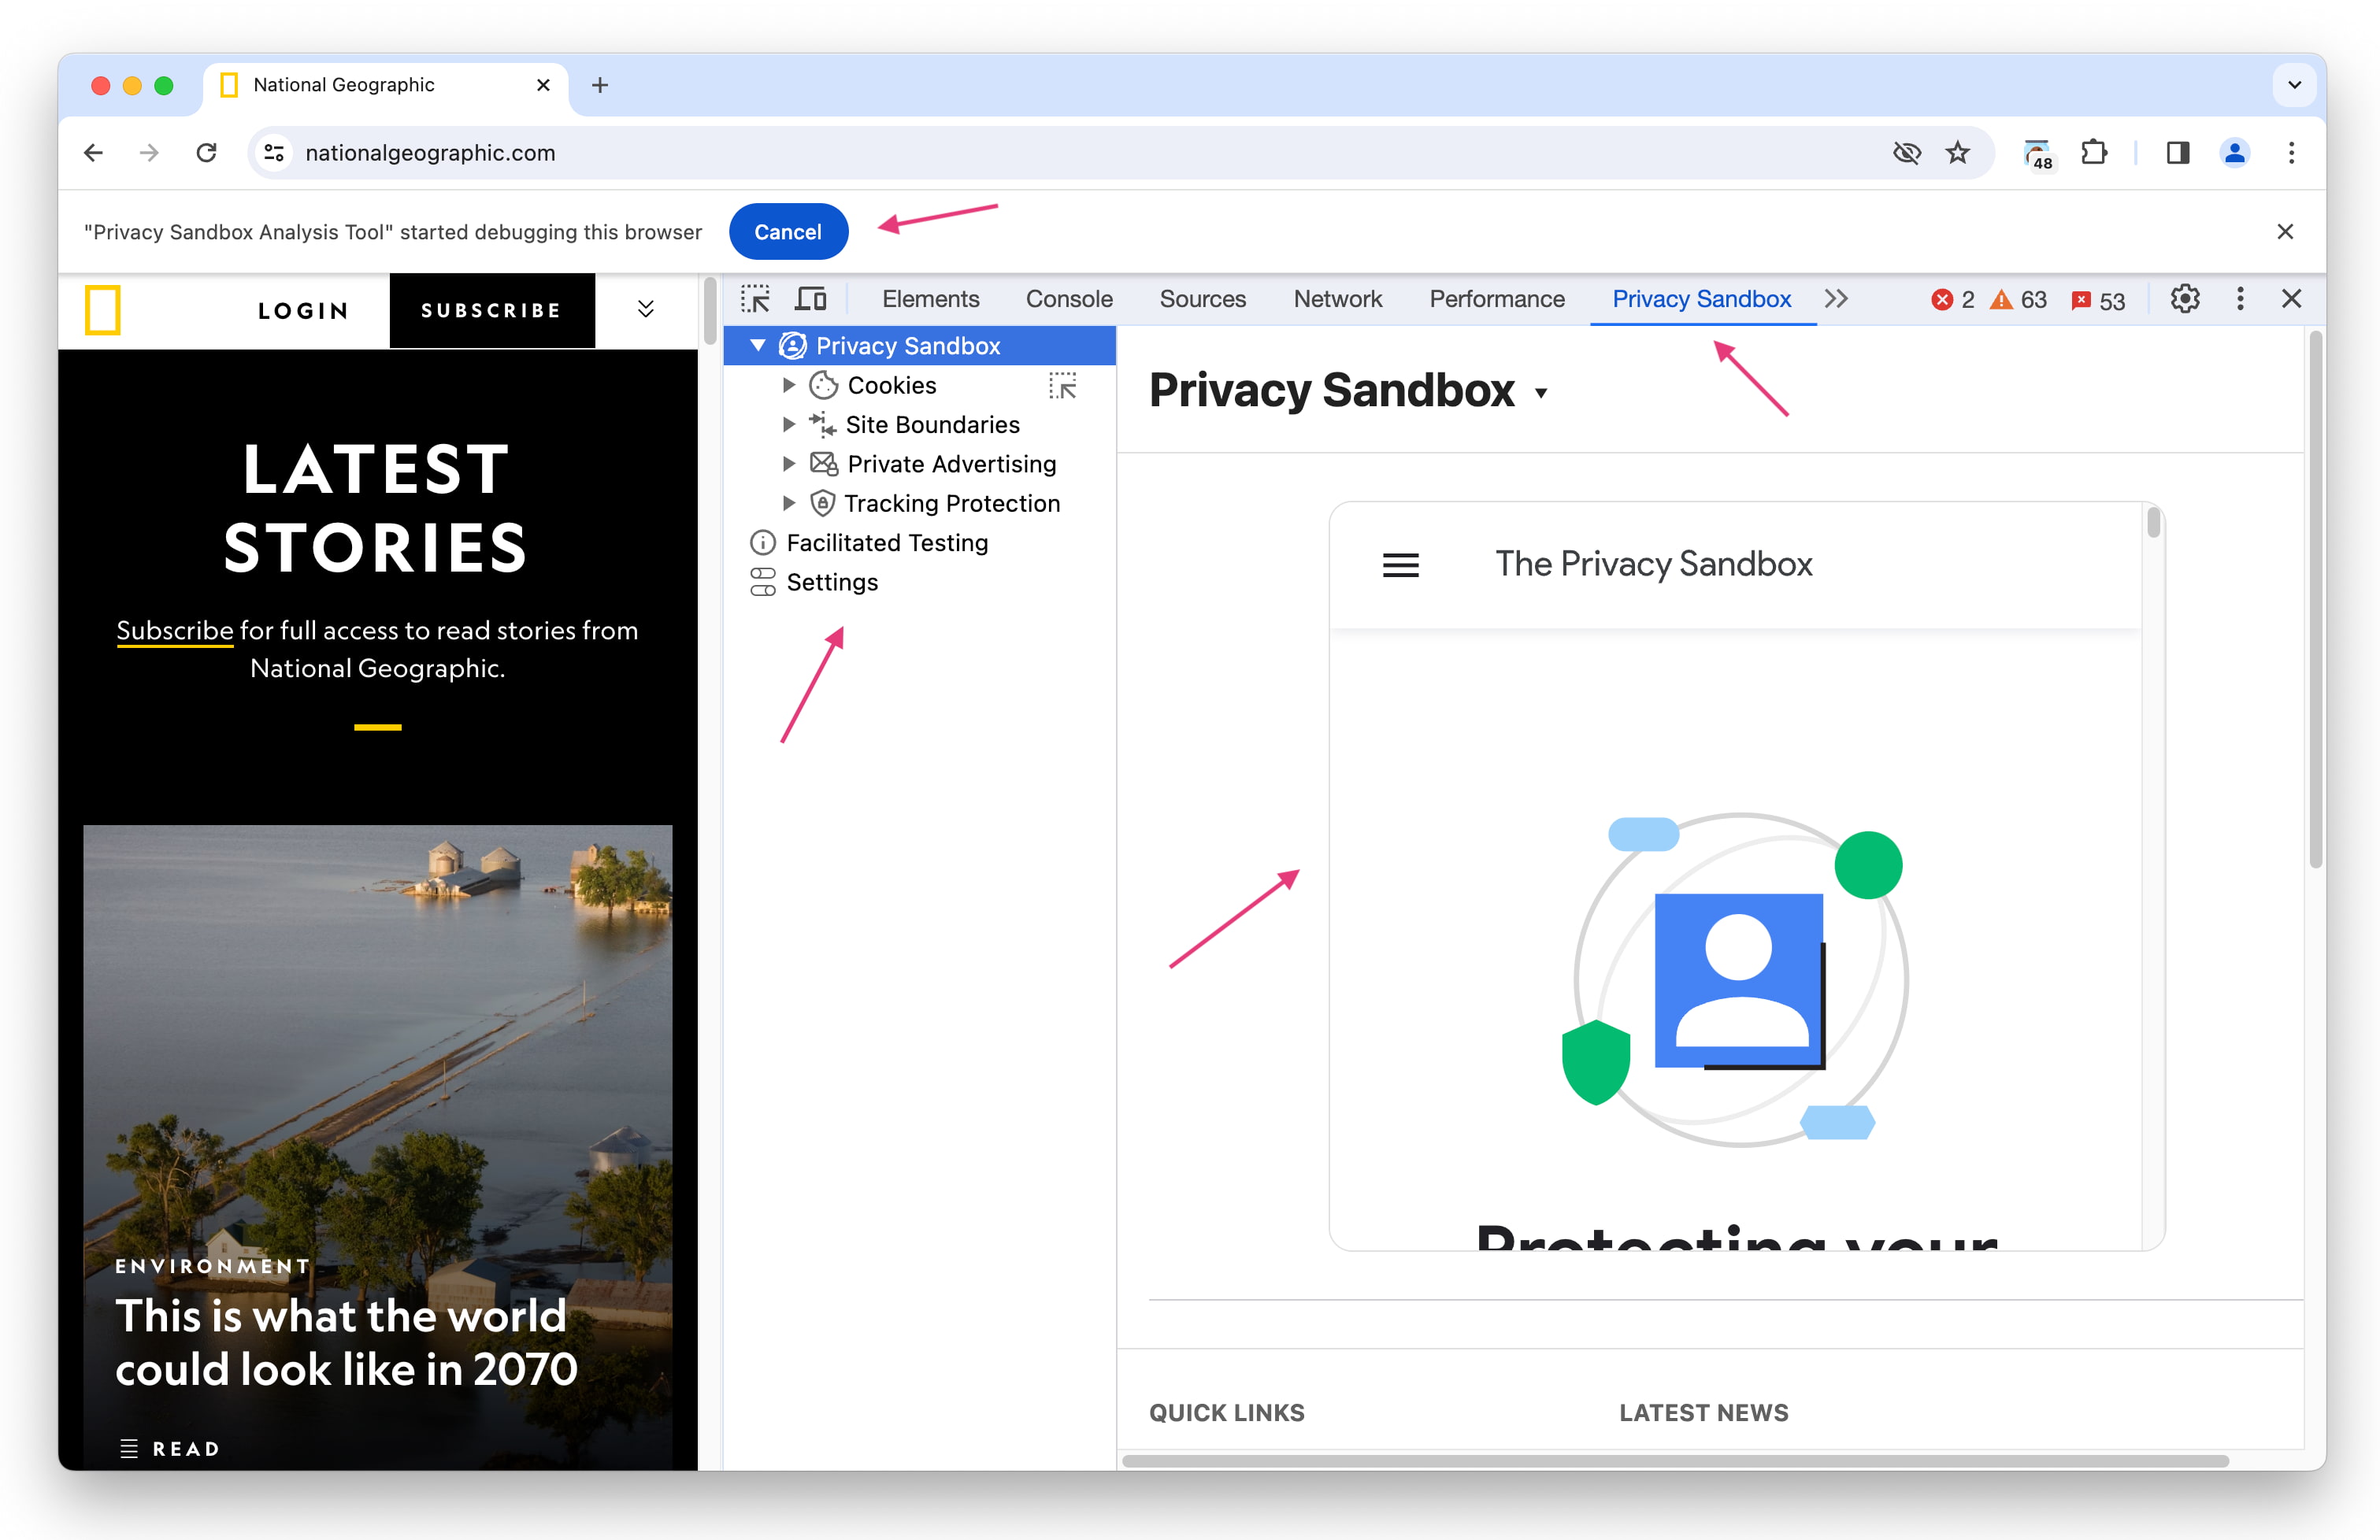 National Geographic
nationalgeographic.com
48
"Privacy Sandbox Analysis Tool" started debugging this browser
Cancel
LOGIN
SUBSCRIBE
LATEST
STORIES
Subscribe for full access to read stories from
National Geographic.
ENVIRONMENT
This is what the world
could look like in 2070
READ
Elements
Console
Sources
Network
Performance
Privacy Sandbox
2
63
53
Privacy Sandbox
Cookies
Site Boundaries
Private Advertising
Tracking Protection
Facilitated Testing
Settings
Privacy Sandbox
The Privacy Sandbox
Protecting your
QUICK LINKS
LATEST NEWS